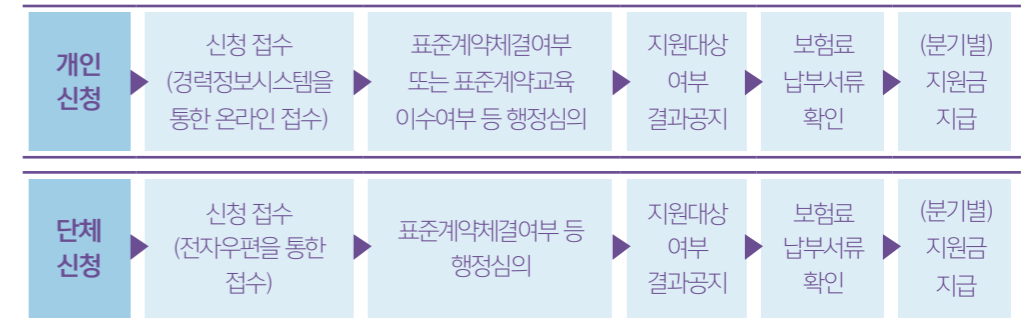 개인
신청
신청 접수
(경력정보시스템을
통한 온라인 접수)
표준계약체결여부
또는 표준계약교육
이수여부 등 행정심의
지원대상
여부
결과공지
보험료
납부서류
확인
(분기별)
지원금
지급
단체
신청
신청 접수
(전자우편을 통한
접수)
표준계약체결여부 등
행정심의
지원대상
여부
결과공지
보험료
납부서류
확인
(분기별)
지원금
지급